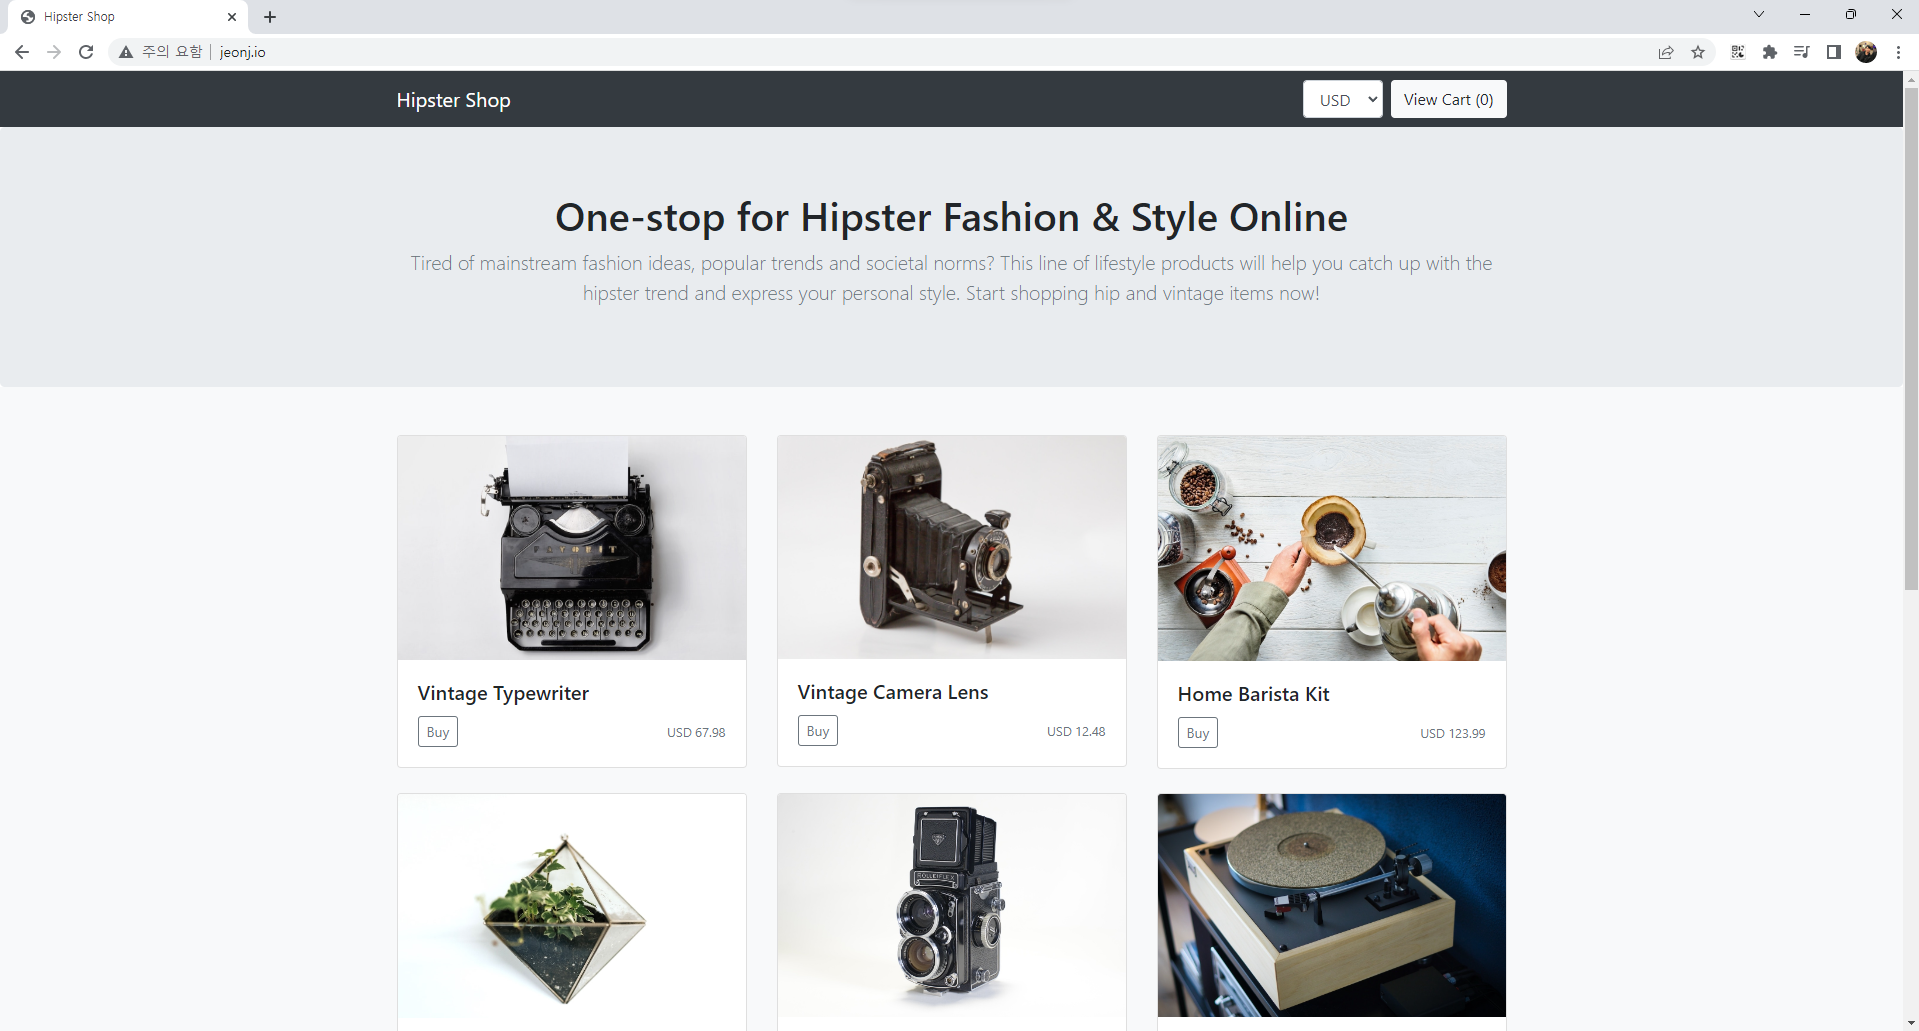 Hipster Shop
주의 요함 jeonj.io
Hipster Shop
USD
View Cart (0)
One-stop for Hipster Fashion & Style Online
Tired of mainstream fashion ideas, popular trends and societal norms? This line of lifestyle products will help you catch up with the
hipster trend and express your personal style. Start shopping hip and vintage items now!
FAVORIT
Vintage Typewriter
Buy
USD 67.98
Vintage Camera Lens
Buy
USD 12.48
Home Barista Kit
Buy
USD 123.99
ROLLEIFLEX